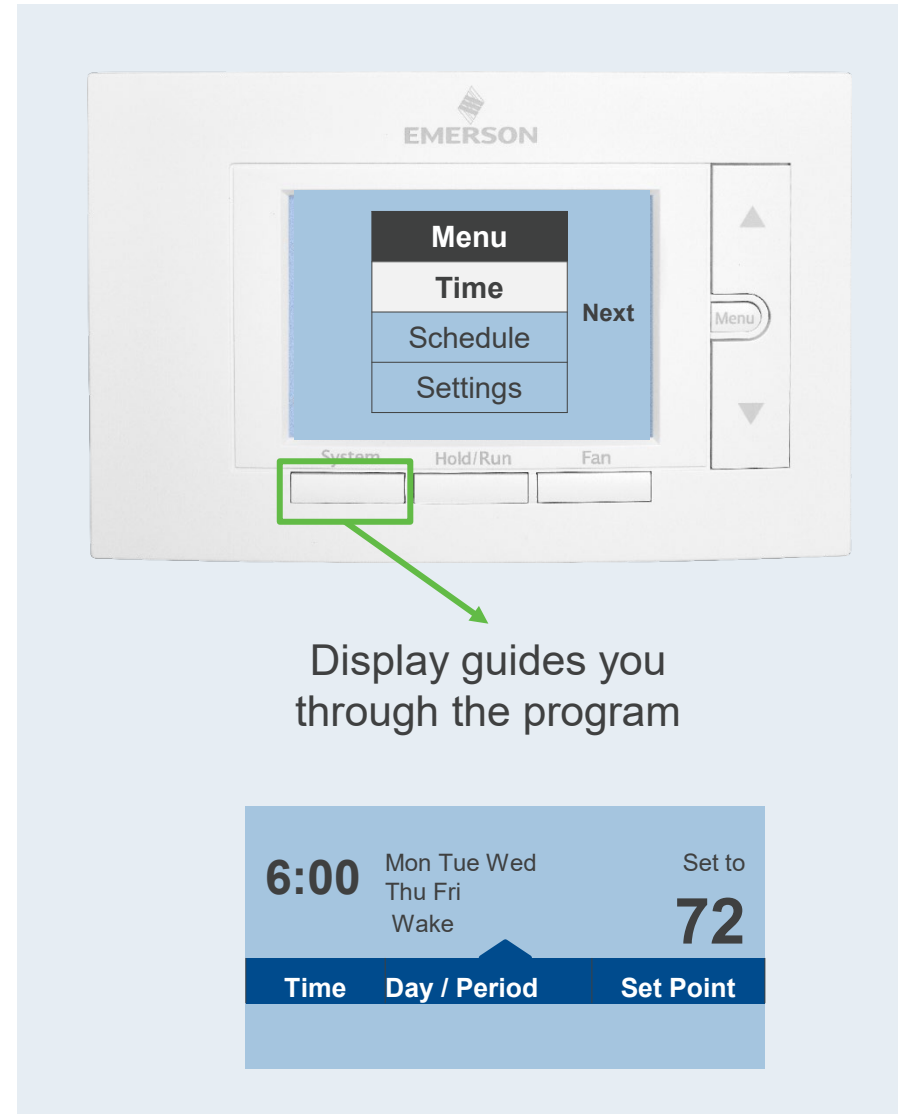 EMERSON
Menu
Time
Schedule
Settings
Next
Menu
System
Hold/Run
Fan
Display guides you
through the program
6:00
Mon Tue Wed
Thu Fri
Wake
Set to
72
Time
Day / Period
Set Point